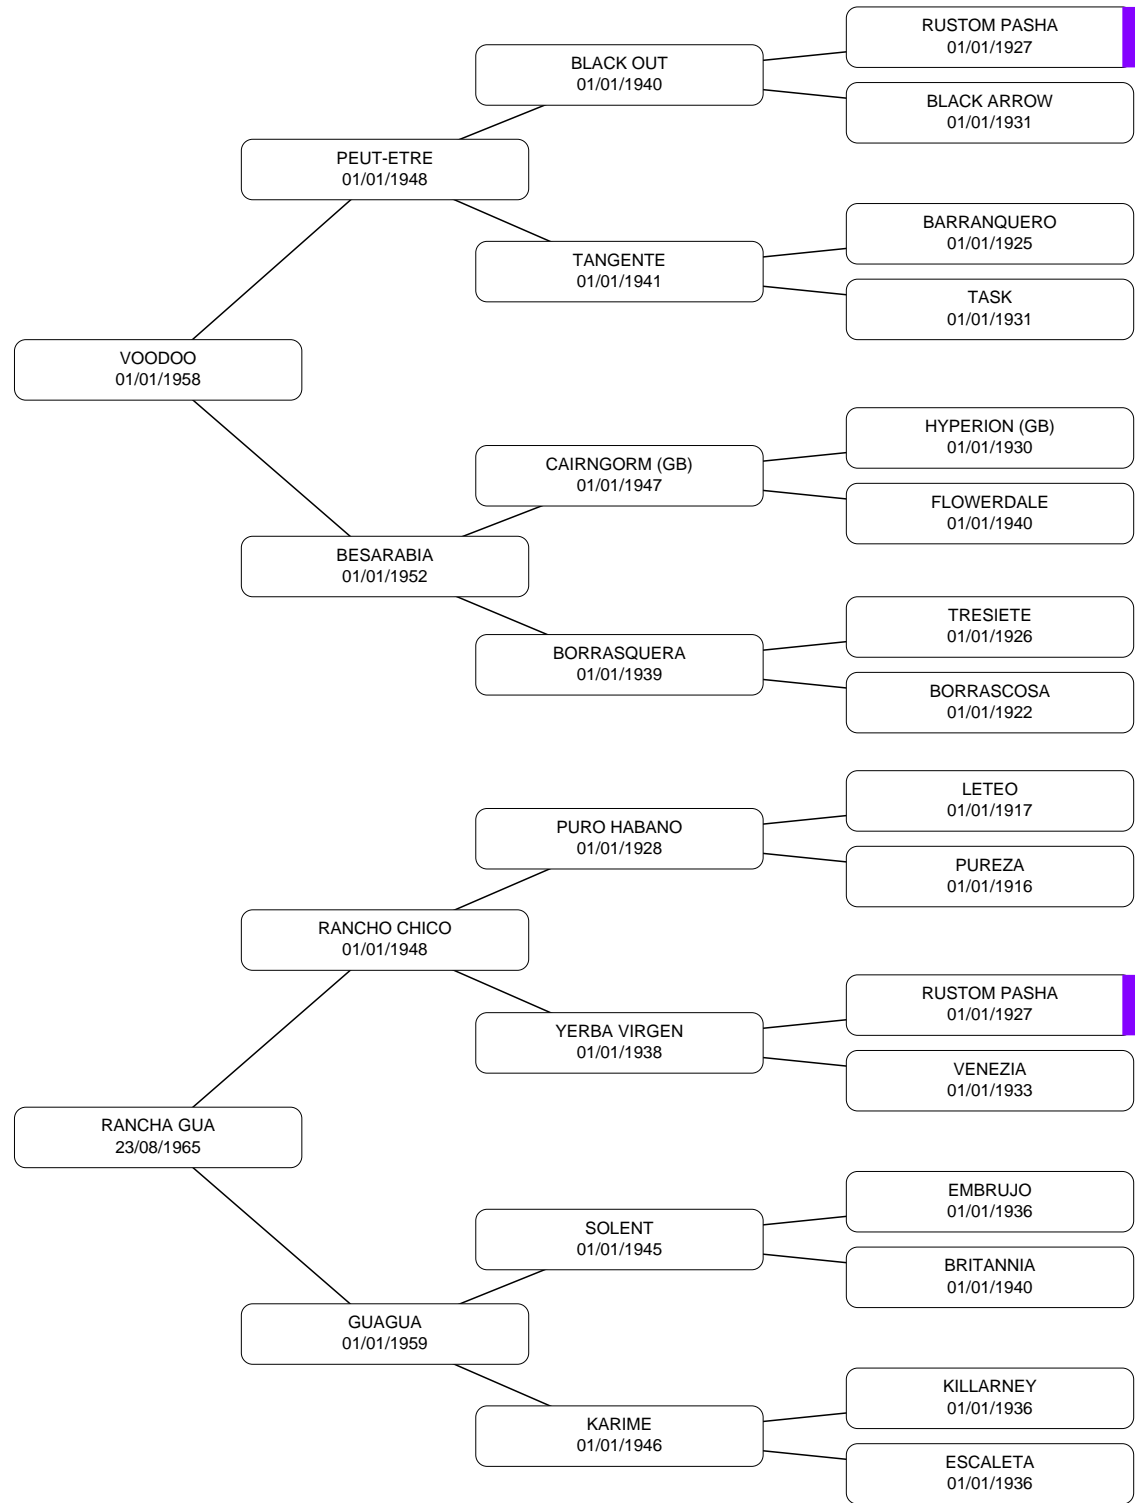 RUSTOM PASHA
01/01/1927
BLACK OUT
01/01/1940
BLACK ARROW
01/01/1931
PEUT-ETRE
01/01/1948
BARRANQUERO
01/01/1925
TANGENTE
01/01/1941
TASK
01/01/1931
VOODOO
01/01/1958
HYPERION (GB)
01/01/1930
CAIRNGORM (GB)
01/01/1947
FLOWERDALE
01/01/1940
BESARABIA
01/01/1952
TRESIETE
01/01/1926
BORRASQUERA
01/01/1939
BORRASCOSA
01/01/1922
LETEO
01/01/1917
PURO HABANO
01/01/1928
PUREZA
01/01/1916
RANCHO CHICO
01/01/1948
RUSTOM PASHA
01/01/1927
YERBA VIRGEN
01/01/1938
VENEZIA
01/01/1933
RANCHA GUA
23/08/1965
EMBRUJO
01/01/1936
SOLENT
01/01/1945
BRITANNIA
01/01/1940
GUAGUA
01/01/1959
KILLARNEY
01/01/1936
KARIME
01/01/1946
ESCALETA
01/01/1936